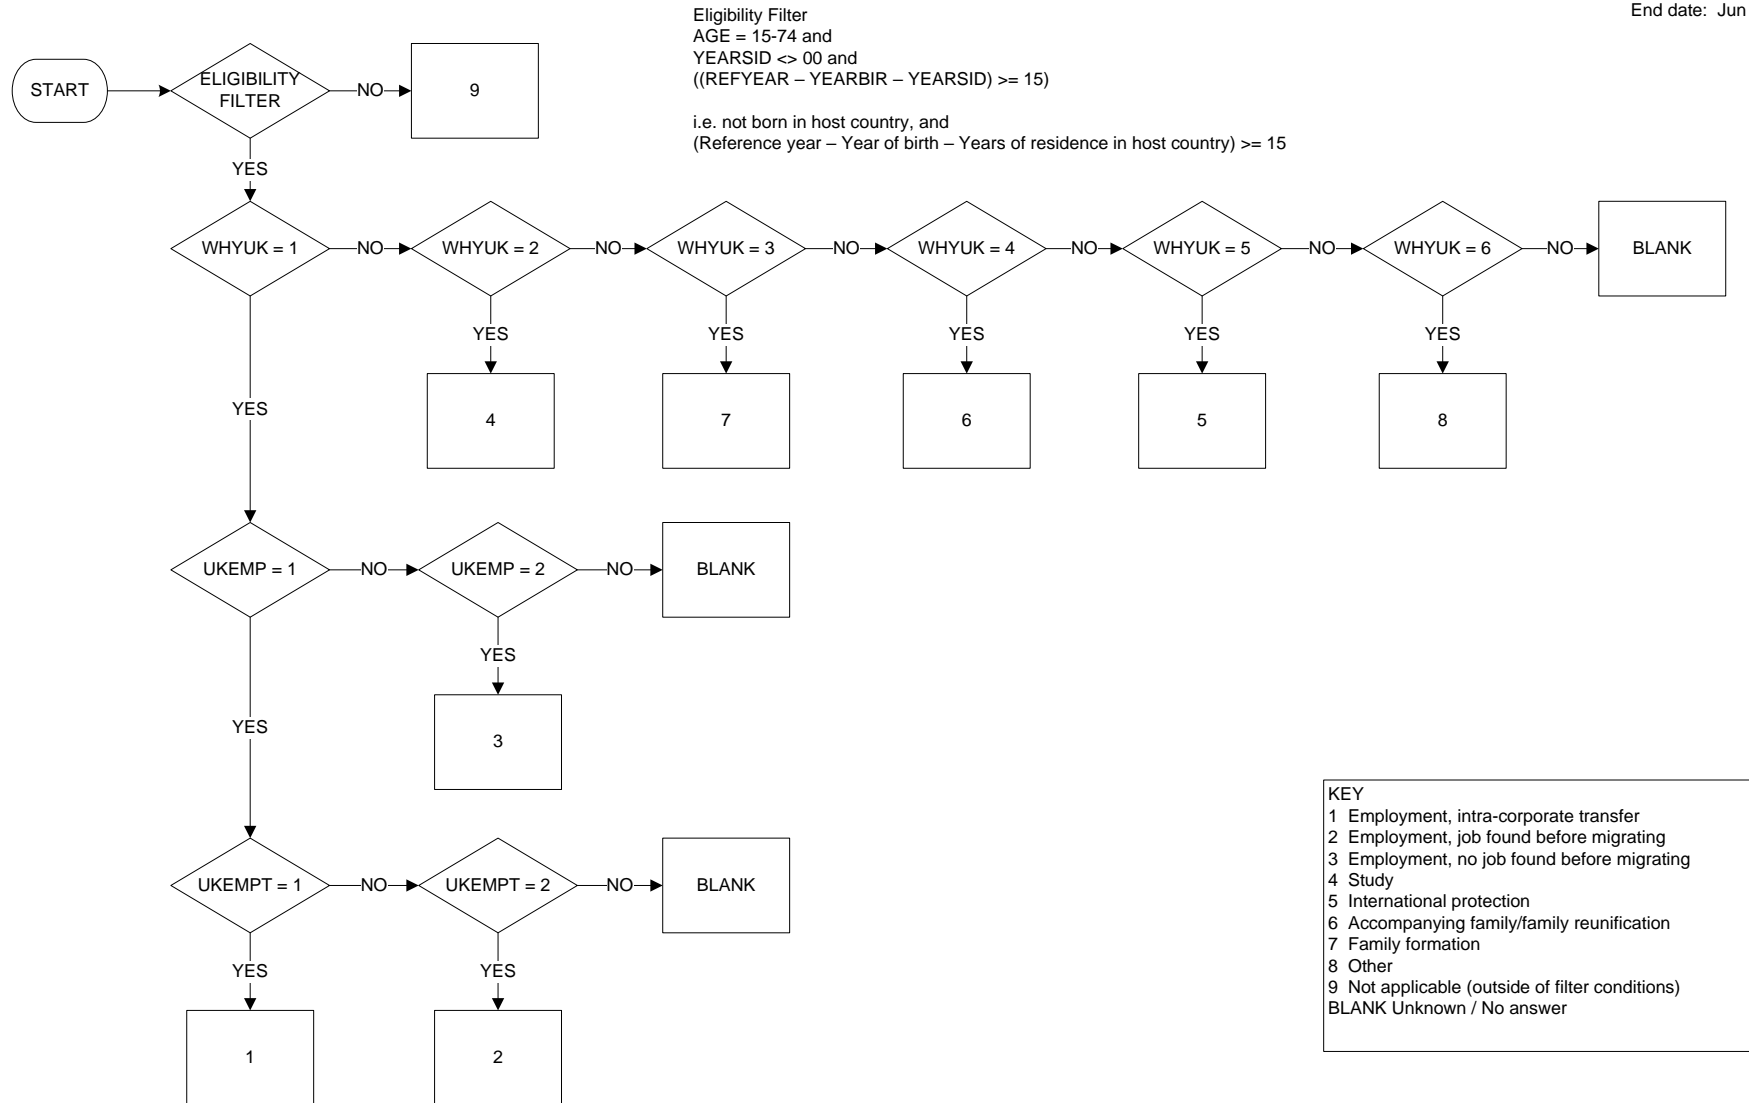 End date: Jun
Eligibility Filter
AGE = 15-74 and
YEARSID <> 00 and
((REFYEAR – YEARBIR – YEARSID) >= 15)
i.e. not born in host country, and
(Reference year – Year of birth – Years of residence in host country) >= 15
START
ELIGIBILITY
FILTER
NO
9
YES
WHYUK = 1
NO
WHYUK = 2
NO
WHYUK = 3
NO
WHYUK = 4
NO
WHYUK = 5
NO
WHYUK = 6
NO
BLANK
YES
YES
YES
YES
YES
4
7
6
5
8
YES
UKEMP = 1
NO
UKEMP = 2
NO
BLANK
YES
3
YES
UKEMPT = 1
NO
UKEMPT = 2
NO
BLANK
YES
YES
1
2
KEY
1 Employment, intra-corporate transfer
2 Employment, job found before migrating
3 Employment, no job found before migrating
4 Study
5 International protection
6 Accompanying family/family reunification
7 Family formation
8 Other
9 Not applicable (outside of filter conditions)
BLANK Unknown / No answer